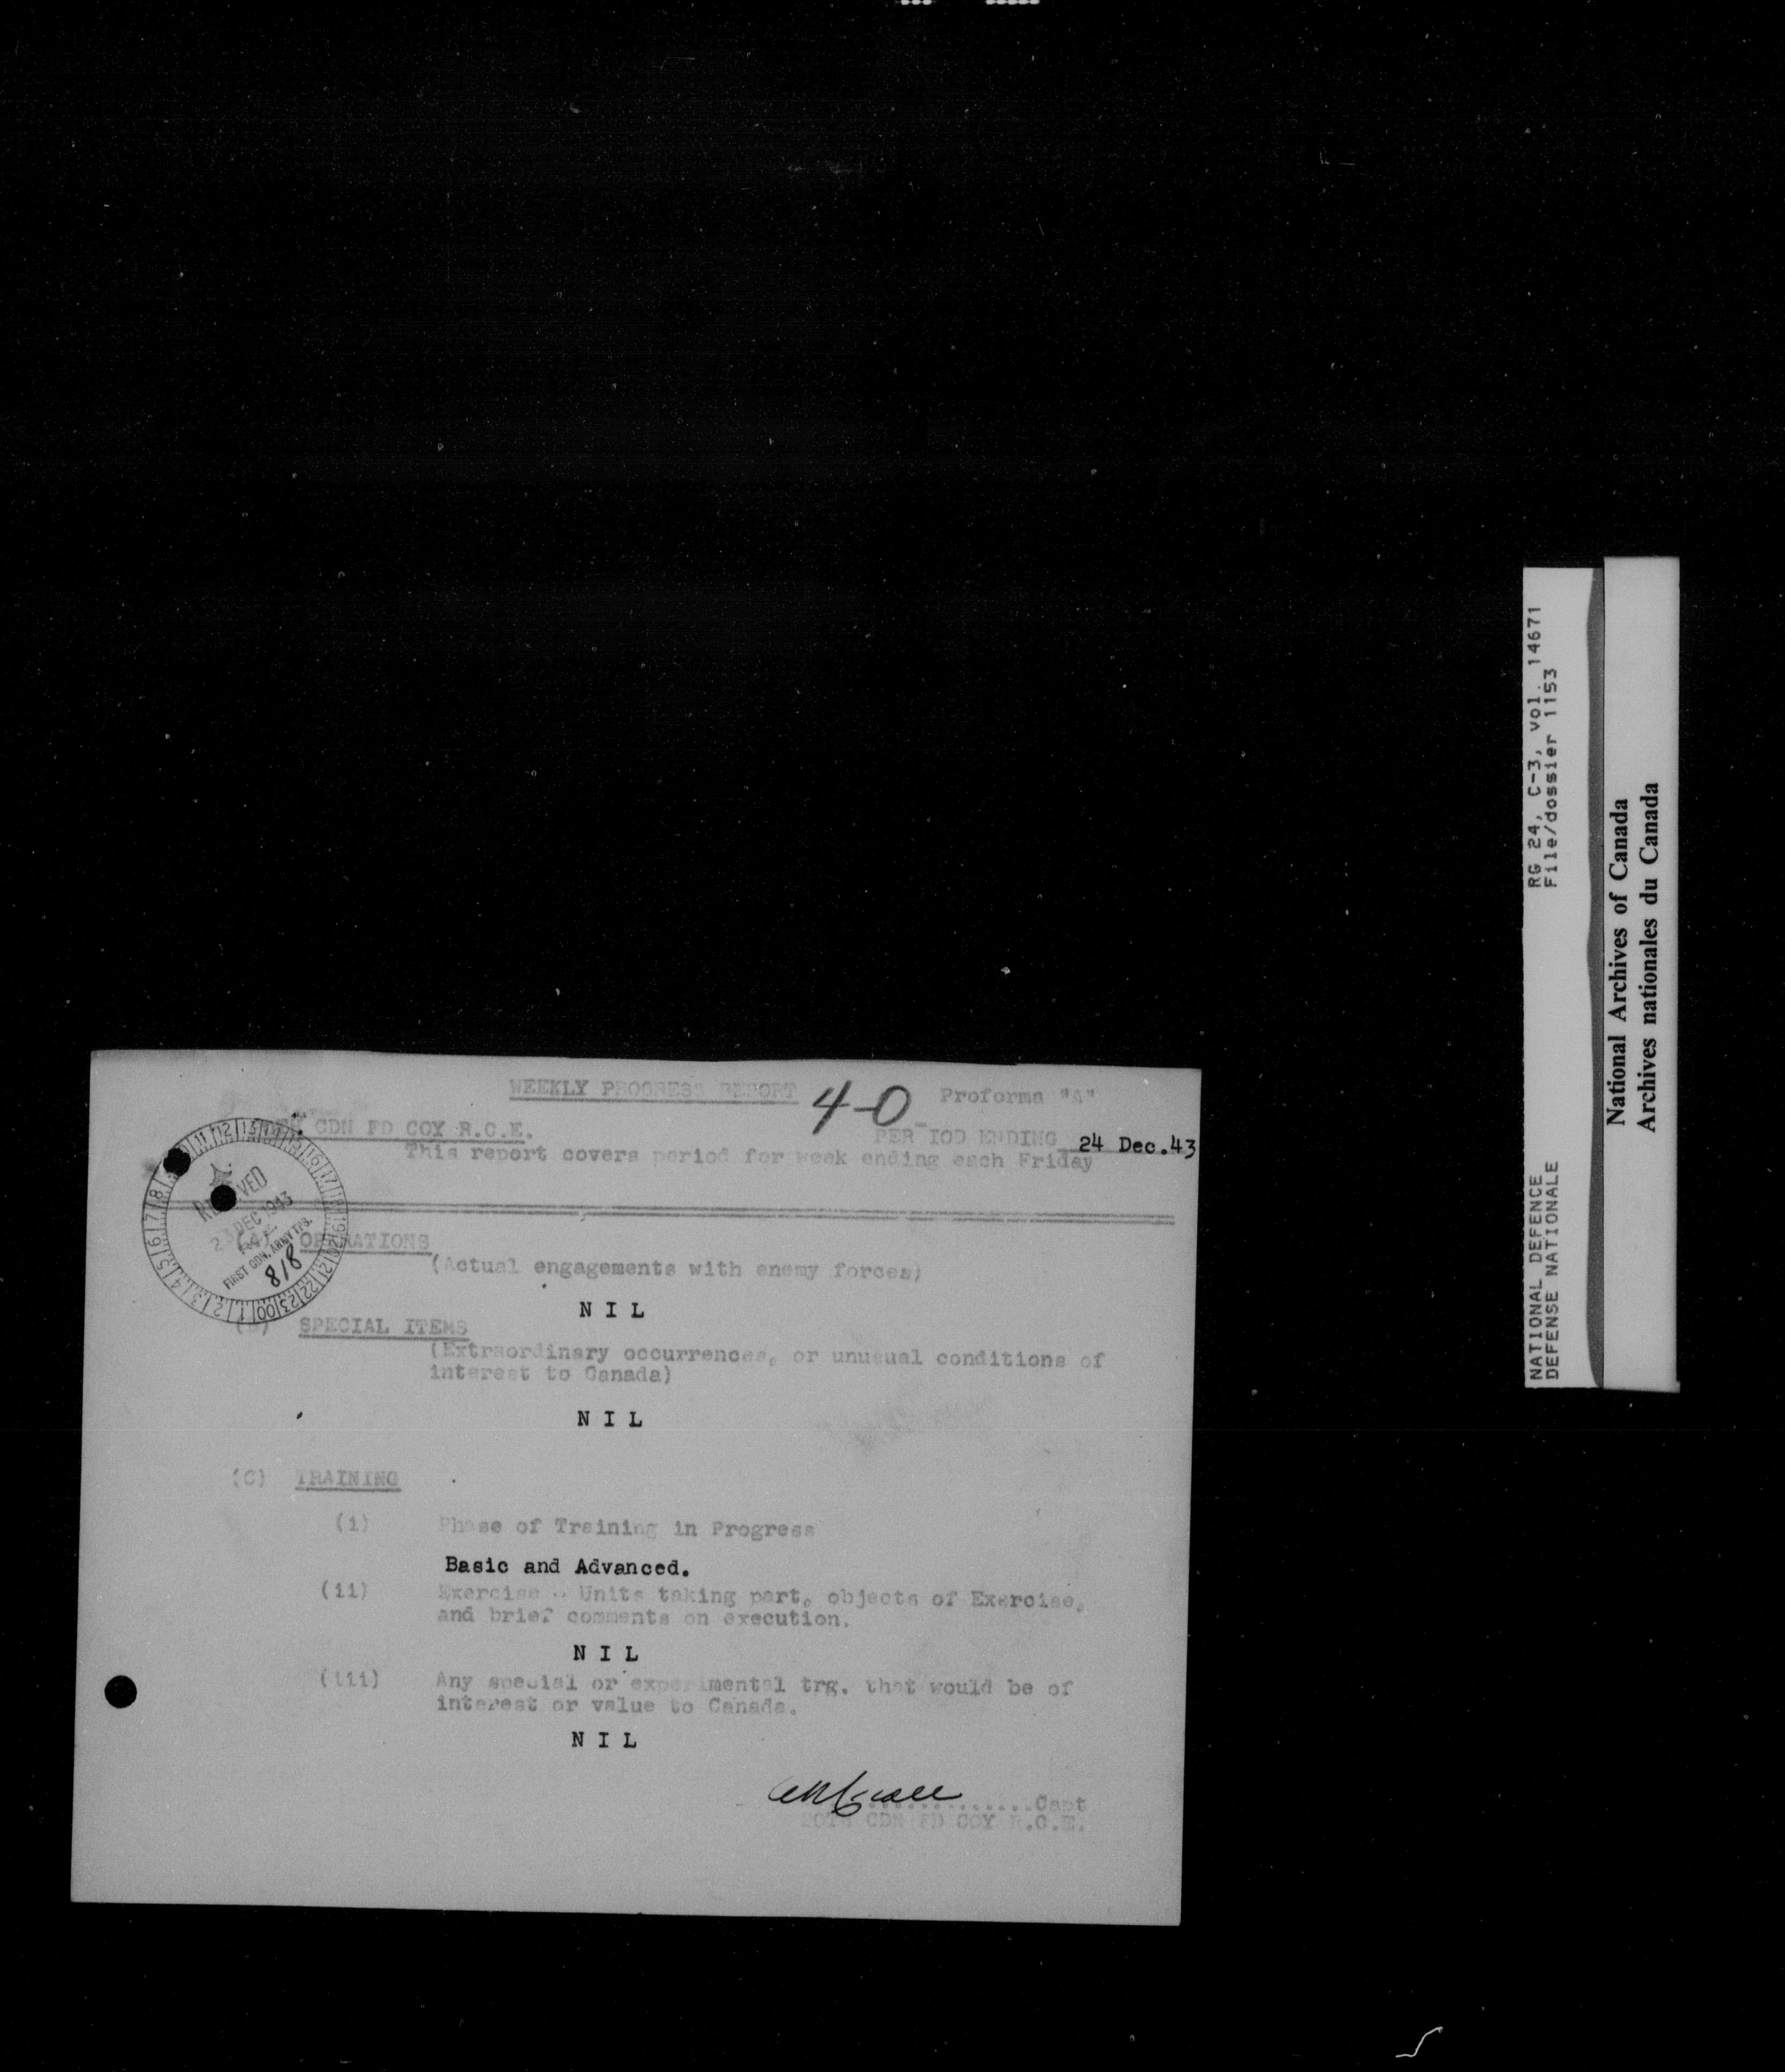 WEEKLY PROGRESS REPORT 4-0 Proforma "A"
CDN FD COY R.C.E. PERIOD ENDING 24 Dec.43
This report covers period for week ending each Friday
RECEIVED
23 DEC 1943
FIRST CDN. ARMY TPS.
818
(A) OPERATIONS
(Actual engagements with enemy forces)
N I L
(B) SPECIAL ITEMS
(Extraordinary occurrences, or unusual conditions of
interest to Canada)
N I L
(C) TRAINING
(i) Phase of Training in Progress
Basic and Advanced.
(ii) Exercise - Units taking part, objects of Exercise,
and brief comments on execution.
N I L
(iii) Any special or experimental trg. that would be of
interest or value to Canada.
N I L
.............Capt
CDN FD COY R.C.E.
RG 24, C-3, vol. 14671
File/dossier 1153
NATIONAL DEFENCE
DEFENSE NATIONALE
National Archives of Canada
Archives nationales du Canada